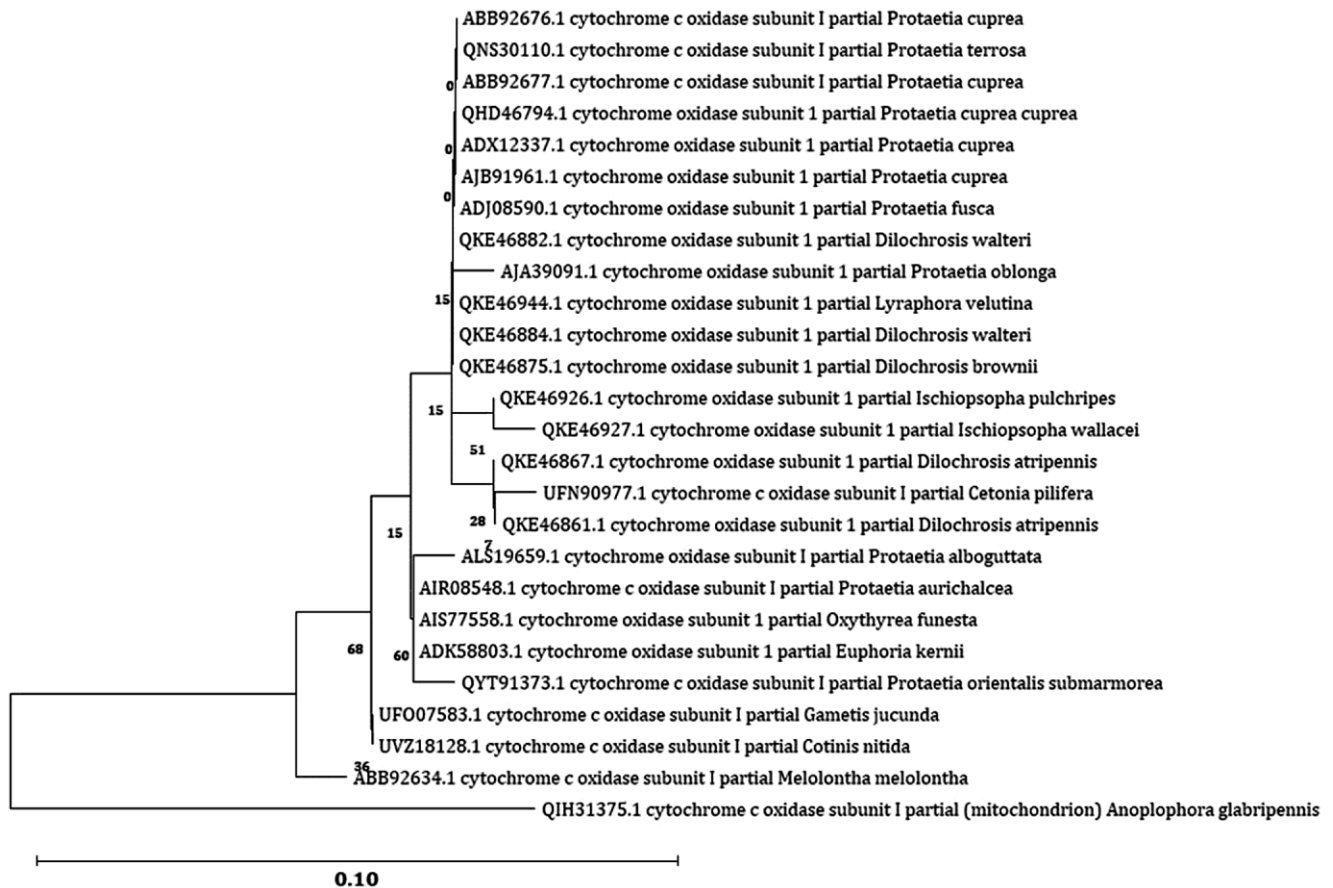 ABB92676.1 cytochrome c oxidase subunit I partial Protaetia cuprea
QNS30110.1 cytochrome c oxidase subunit I partial Protaetia terrosa
0 ABB92677.1 cytochrome c oxidase subunit I partial Protaetia cuprea
QHD46794.1 cytochrome oxidase subunit 1 partial Protaetia cuprea cuprea
0 ADX12337.1 cytochrome oxidase subunit 1 partial Protaetia cuprea
AJB91961.1 cytochrome oxidase subunit 1 partial Protaetia cuprea
0 ADJ08590.1 cytochrome oxidase subunit 1 partial Protaetia fusca
QKE46882.1 cytochrome oxidase subunit 1 partial Dilochrosis walteri
AJA39091.1 cytochrome oxidase subunit 1 partial Protaetia oblonga
15 QKE46944.1 cytochrome oxidase subunit 1 partial Lyraphora velutina
QKE46884.1 cytochrome oxidase subunit 1 partial Dilochrosis walteri
QKE46875.1 cytochrome oxidase subunit 1 partial Dilochrosis brownii
QKE46926.1 cytochrome oxidase subunit 1 partial Ischiopsopha pulchripes
15
QKE46927.1 cytochrome oxidase subunit 1 partial Ischiopsopha wallacei
51
QKE46867.1 cytochrome oxidase subunit 1 partial Dilochrosis atripennis
UFN90977.1 cytochrome c oxidase subunit I partial Cetonia pilifera
28 QKE46861.1 cytochrome oxidase subunit 1 partial Dilochrosis atripennis
15
7
ALS19659.1 cytochrome oxidase subunit I partial Protaetia alboguttata
AIR08548.1 cytochrome c oxidase subunit I partial Protaetia aurichalcea
AIS77558.1 cytochrome oxidase subunit 1 partial Oxythyrea funesta
68
60 ADK58803.1 cytochrome oxidase subunit 1 partial Euphoria kernii
QYT91373.1 cytochrome c oxidase subunit I partial Protaetia orientalis submarmorea
UFO07583.1 cytochrome c oxidase subunit I partial Gametis jucunda
UVZ18128.1 cytochrome c oxidase subunit I partial Cotinis nitida
36
ABB92634.1 cytochrome c oxidase subunit I partial Melolontha melolontha
QIH31375.1 cytochrome c oxidase subunit I partial (mitochondrion) Anoplophora glabripennis
0.10